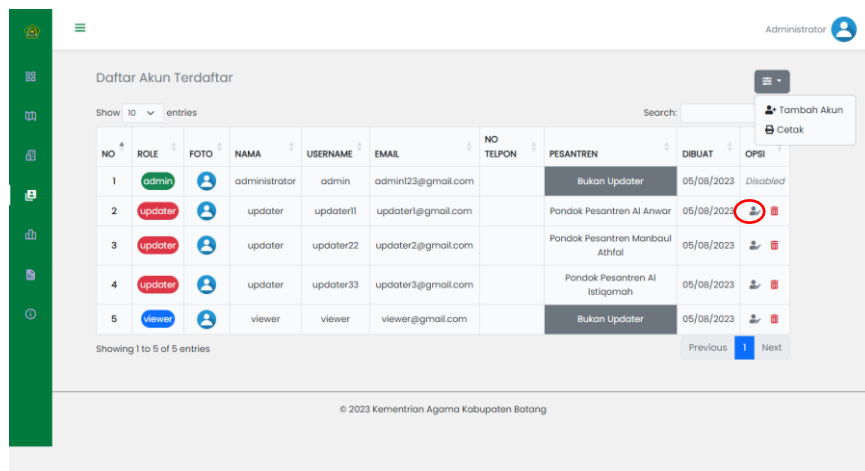 Administrator
Daftar Akun Terdaftar
Show 10 entries
Search:
Tambah Akun
Cetak
NO ROLE FOTO NAMA USERNAME EMAIL NO TELPON PESANTREN DIBUAT OPSI
1 admin administrator admin admin123@gmail.com Bukan Updater 05/08/2023 Disabled
2 updater updater updater11 updater1@gmail.com Pondok Pesantren Al Anwar 05/08/2023
3 updater updater updater22 updater2@gmail.com Pondok Pesantren Manbaul Athfal 05/08/2023
4 updater updater updater33 updater3@gmail.com Pondok Pesantren Al Istiqomah 05/08/2023
5 viewer viewer viewer viewer@gmail.com Bukan Updater 05/08/2023
Showing 1 to 5 of 5 entries
Previous 1 Next
© 2023 Kementrian Agama Kabupaten Batang